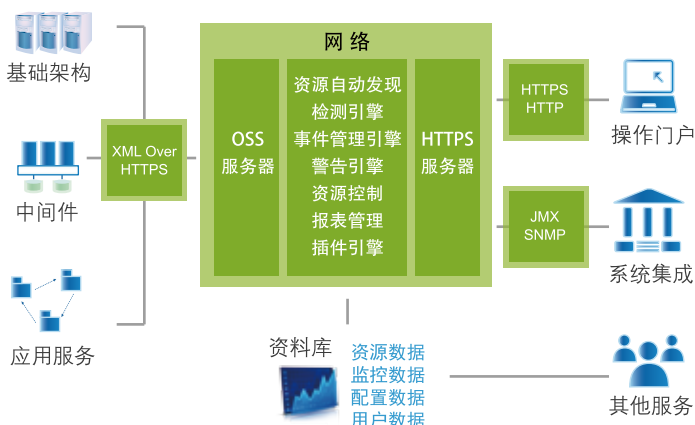 基础架构
中间件
应用服务
XML Over
HTTPS
网 络
OSS
服务器
资源自动发现
检测引擎
事件管理引擎
警告引擎
资源控制
报表管理
插件引擎
HTTPS
服务器
HTTPS
HTTP
JMX
SNMP
操作门户
系统集成
其他服务
资料库
资源数据
监控数据
配置数据
用户数据